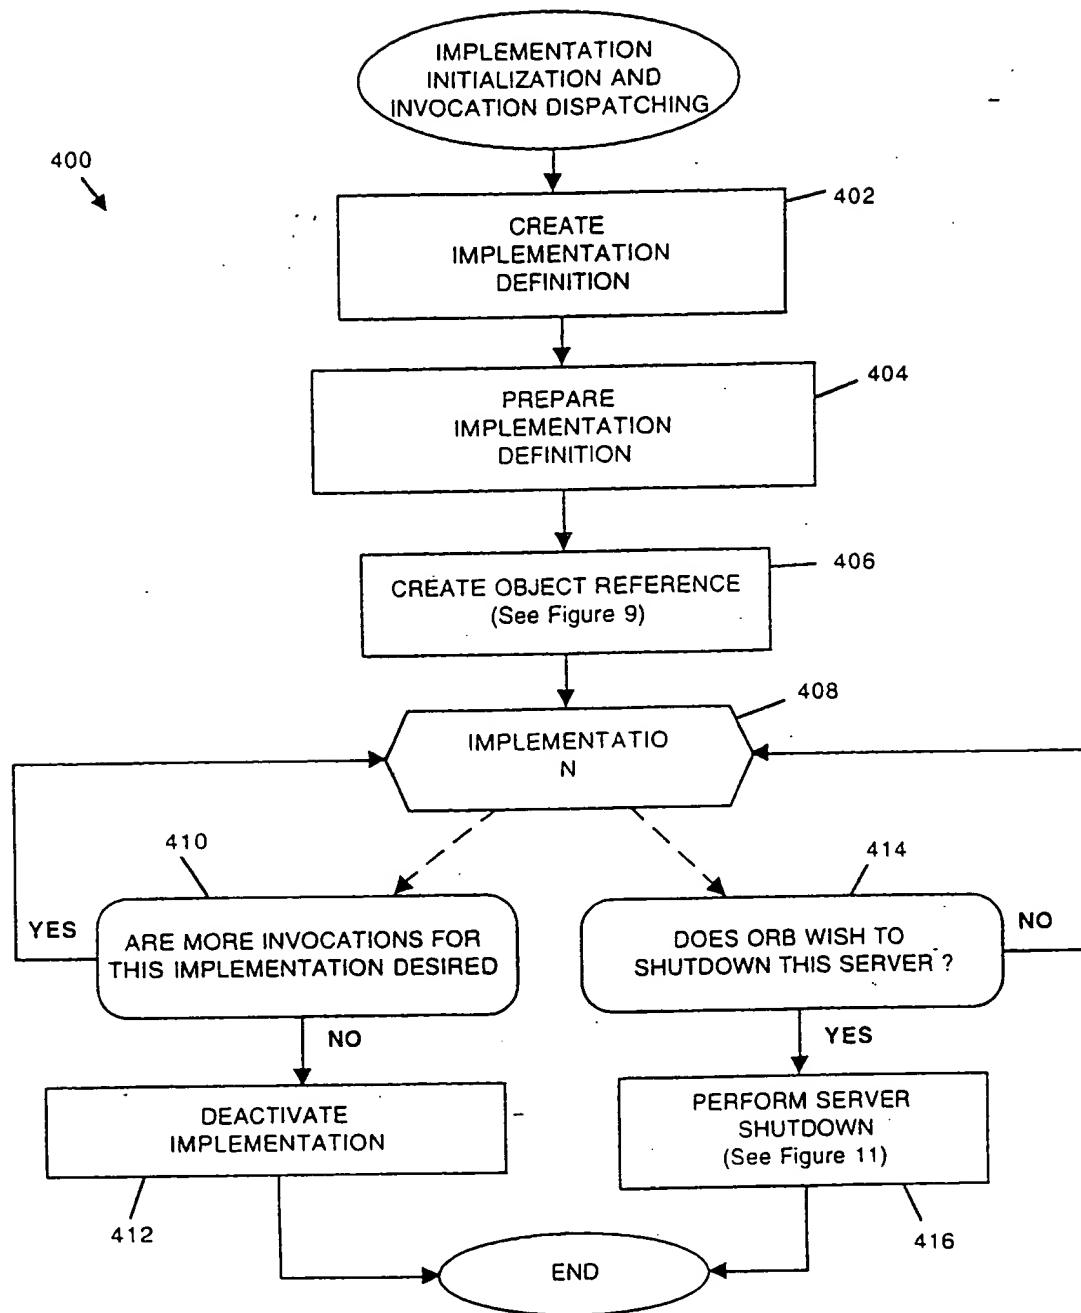 IMPLEMENTATION
INITIALIZATION AND
INVOCATION DISPATCHING
400
402
CREATE
IMPLEMENTATION
DEFINITION
404
PREPARE
IMPLEMENTATION
DEFINITION
406
CREATE OBJECT REFERENCE
(See Figure 9)
408
IMPLEMENTATIO
N
410
414
YES
ARE MORE INVOCATIONS FOR
THIS IMPLEMENTATION DESIRED
DOES ORB WISH TO
SHUTDOWN THIS SERVER ?
NO
NO
YES
DEACTIVATE
IMPLEMENTATION
PERFORM SERVER
SHUTDOWN
(See Figure 11)
412
416
END